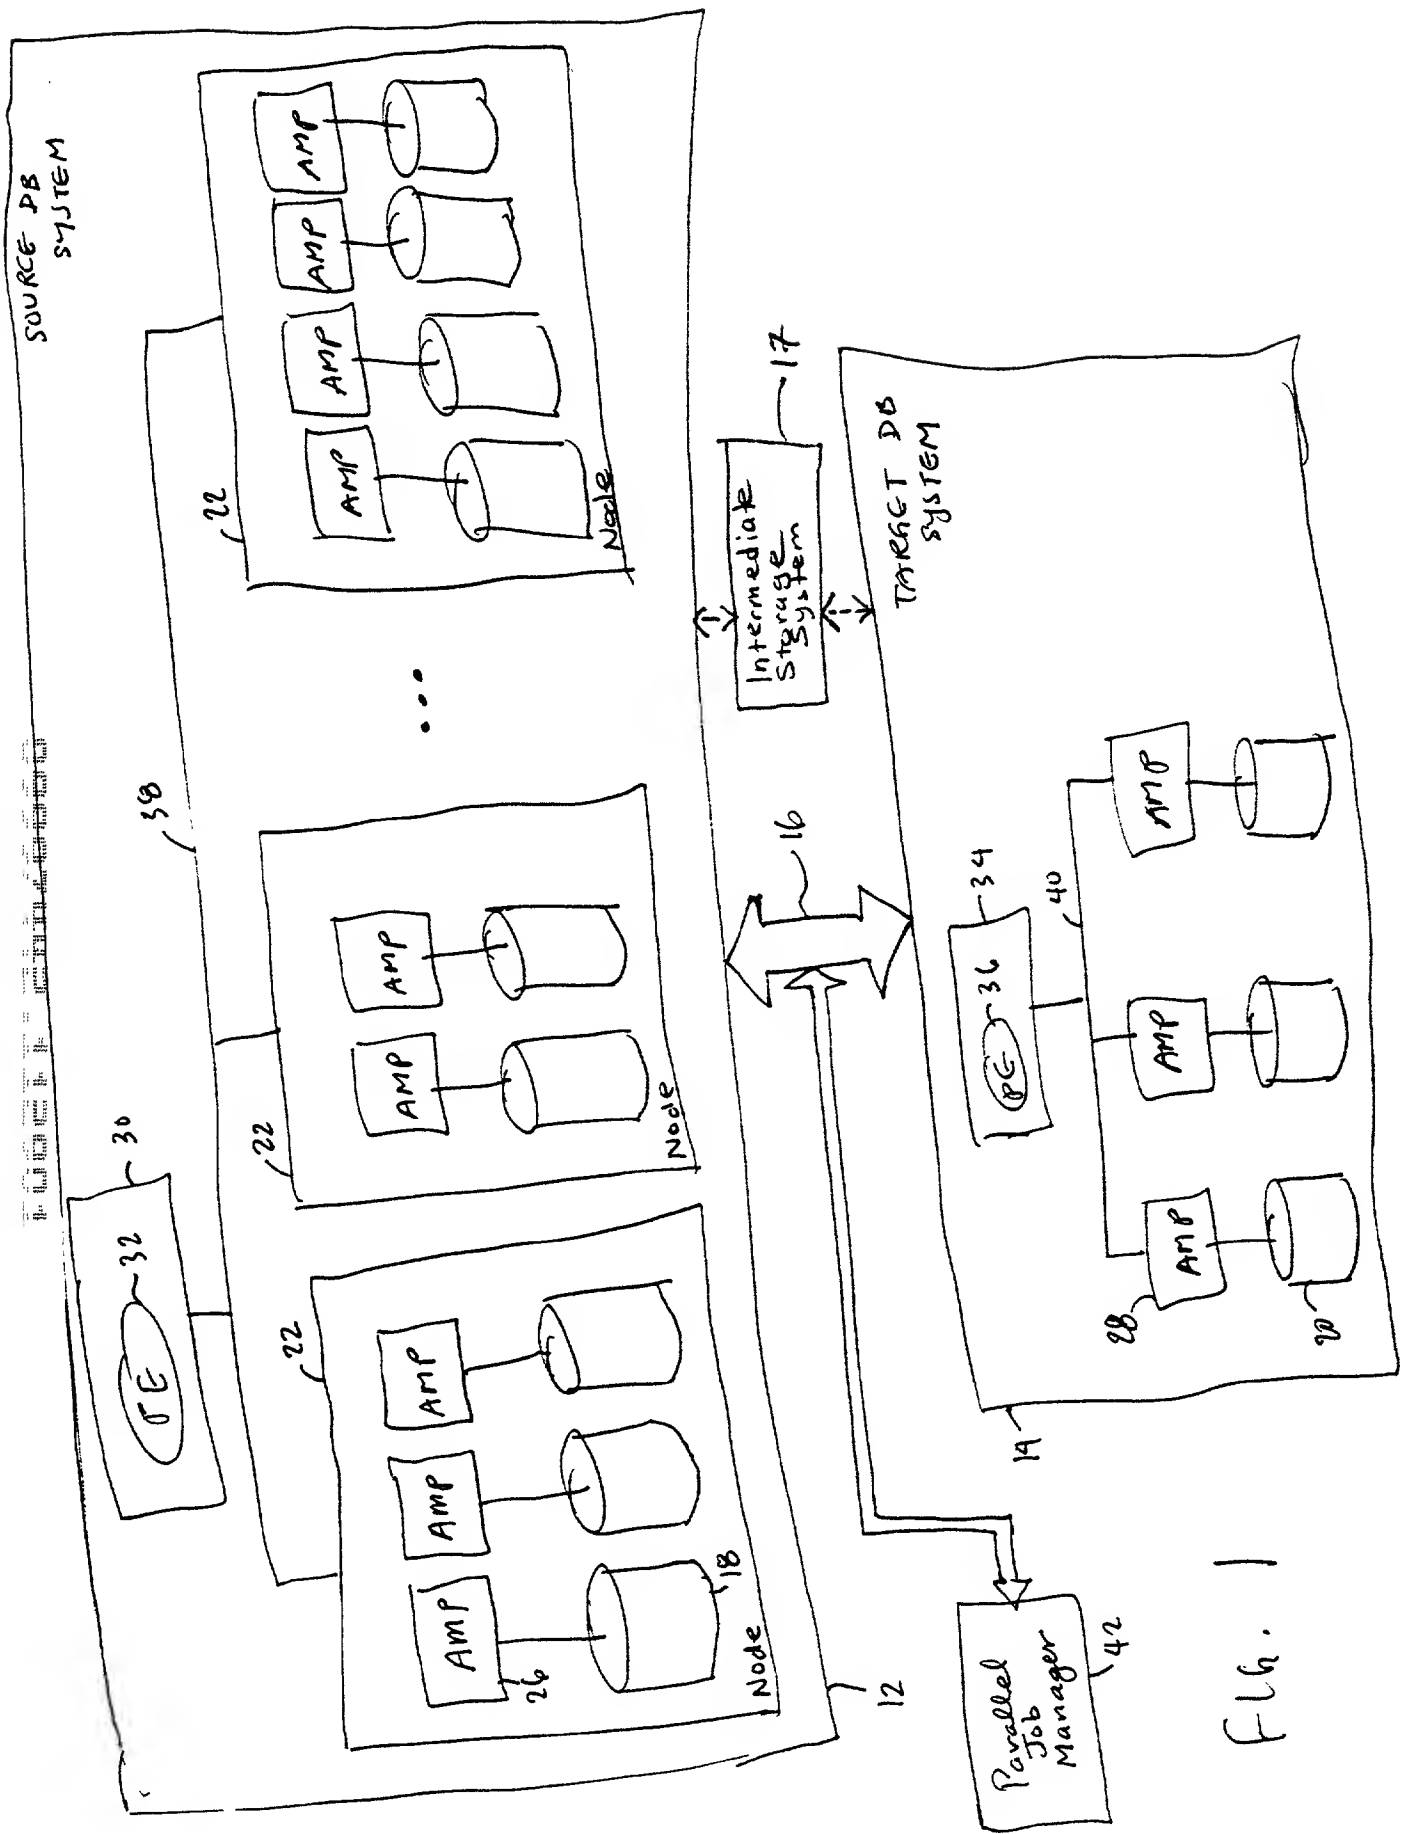 SOURCE DB
SYSTEM
30
PE
32
38
22
AMP
AMP
AMP
26
18
Node
22
AMP
AMP
Node
...
22
AMP
AMP
AMP
AMP
Node
12
16
Intermediate
Storage
System
17
TARGET DB
SYSTEM
34
PE
36
40
AMP
AMP
AMP
28
20
14
Parallel
Job
Manager
42
FIG. 1